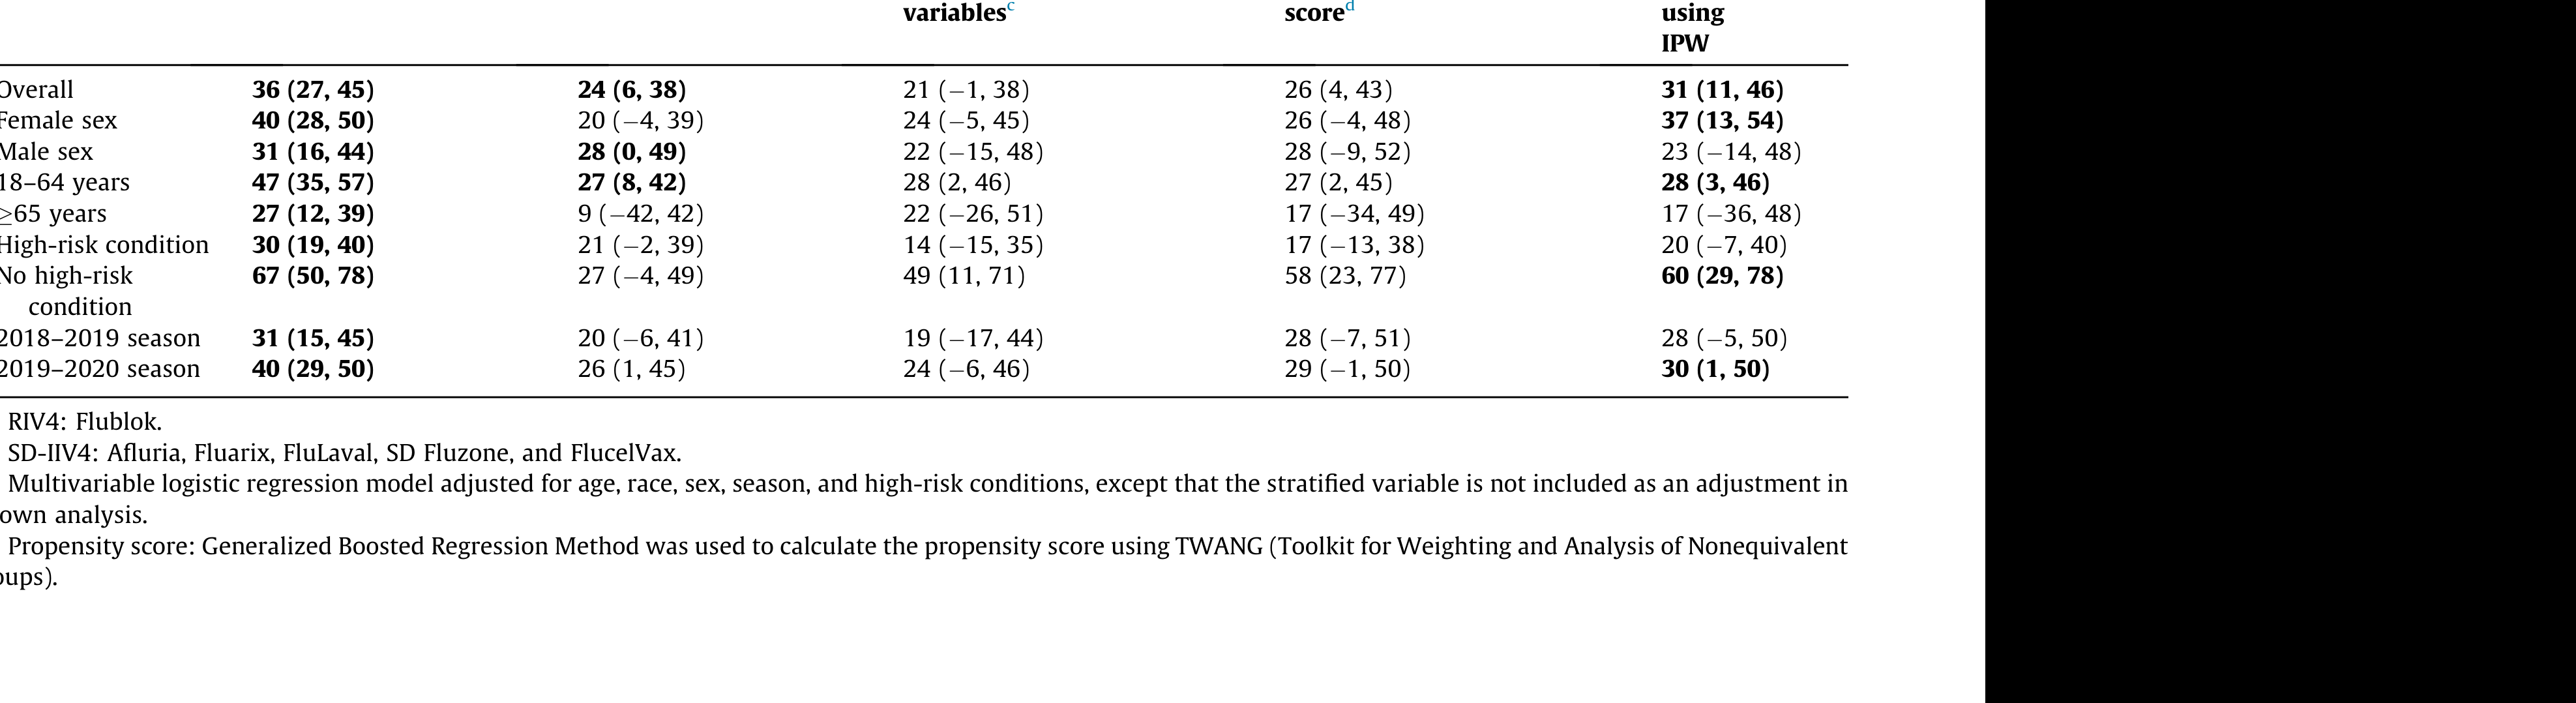 variablesc scored using
IPW
Overall 36 (27, 45) 24 (6, 38) 21 (−1, 38) 26 (4, 43) 31 (11, 46)
Female sex 40 (28, 50) 20 (−4, 39) 24 (−5, 45) 26 (−4, 48) 37 (13, 54)
Male sex 31 (16, 44) 28 (0, 49) 22 (−15, 48) 28 (−9, 52) 23 (−14, 48)
18–64 years 47 (35, 57) 27 (8, 42) 28 (2, 46) 27 (2, 45) 28 (3, 46)
≥65 years 27 (12, 39) 9 (−42, 42) 22 (−26, 51) 17 (−34, 49) 17 (−36, 48)
High-risk condition 30 (19, 40) 21 (−2, 39) 14 (−15, 35) 17 (−13, 38) 20 (−7, 40)
No high-risk 67 (50, 78) 27 (−4, 49) 49 (11, 71) 58 (23, 77) 60 (29, 78)
condition
2018–2019 season 31 (15, 45) 20 (−6, 41) 19 (−17, 44) 28 (−7, 51) 28 (−5, 50)
2019–2020 season 40 (29, 50) 26 (1, 45) 24 (−6, 46) 29 (−1, 50) 30 (1, 50)
RIV4: Flublok.
SD-IIV4: Afluria, Fluarix, FluLaval, SD Fluzone, and FlucelVax.
Multivariable logistic regression model adjusted for age, race, sex, season, and high-risk conditions, except that the stratified variable is not included as an adjustment in
own analysis.
Propensity score: Generalized Boosted Regression Method was used to calculate the propensity score using TWANG (Toolkit for Weighting and Analysis of Nonequivalent
oups).